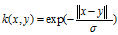 k(x, y) = exp(-‖x-y‖/σ)